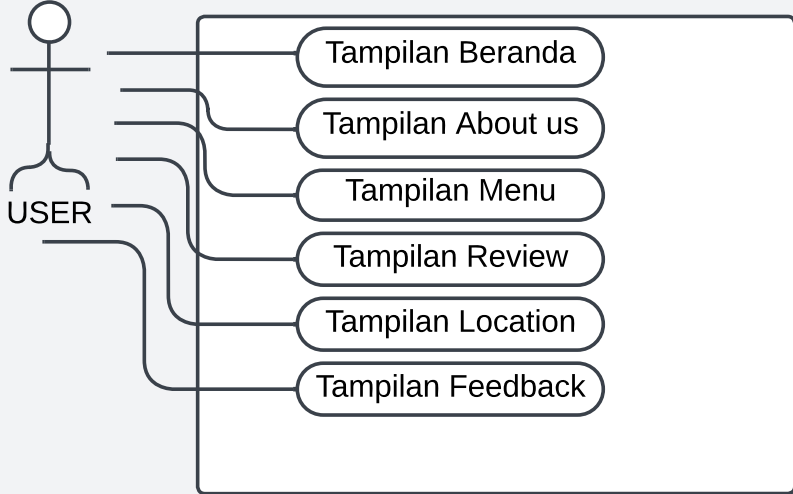 Tampilan Beranda
Tampilan About us
Tampilan Menu
USER
Tampilan Review
Tampilan Location
Tampilan Feedback